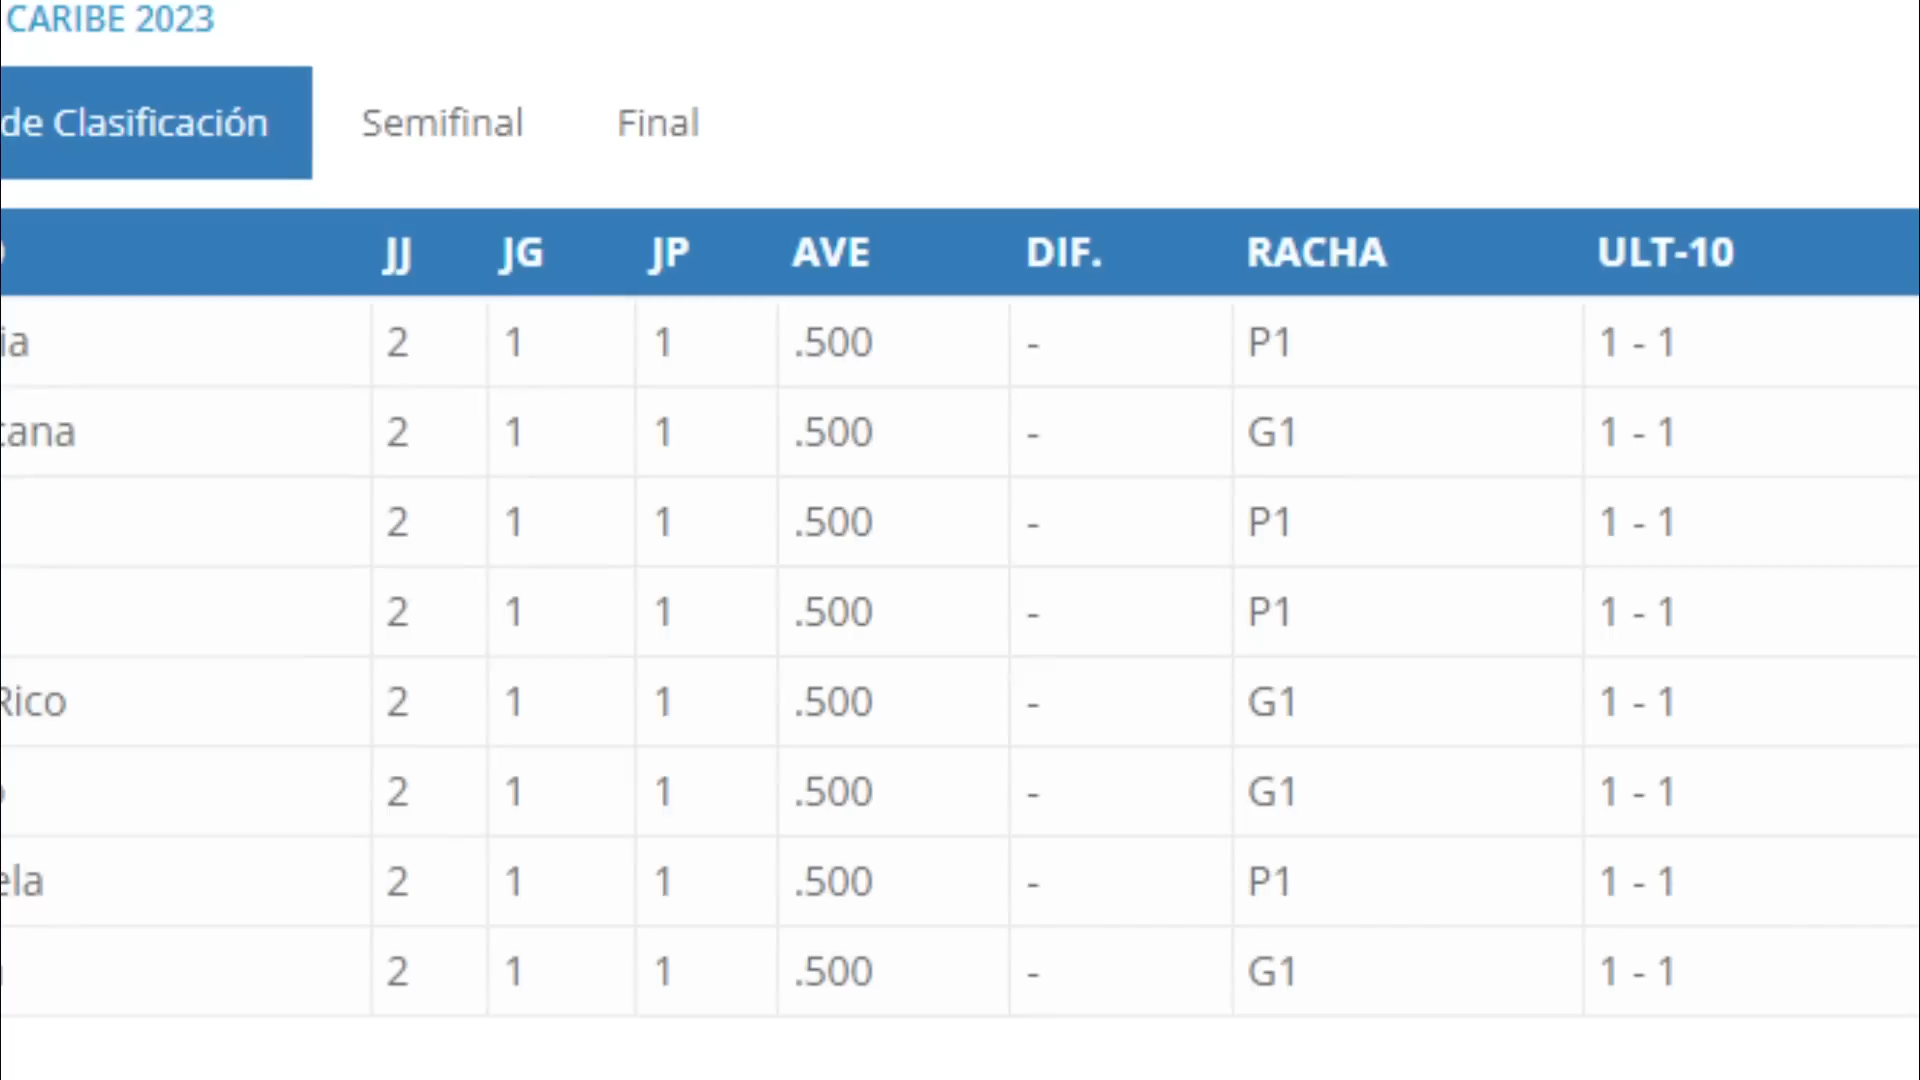 CARIBE 2023
de Clasificación Semifinal Final
JJ JG JP AVE DIF. RACHA ULT-10
ia 2 1 1 .500 - P1 1 - 1
cana 2 1 1 .500 - G1 1 - 1
2 1 1 .500 - P1 1 - 1
2 1 1 .500 - P1 1 - 1
Rico 2 1 1 .500 - G1 1 - 1
2 1 1 .500 - G1 1 - 1
ela 2 1 1 .500 - P1 1 - 1
2 1 1 .500 - G1 1 - 1